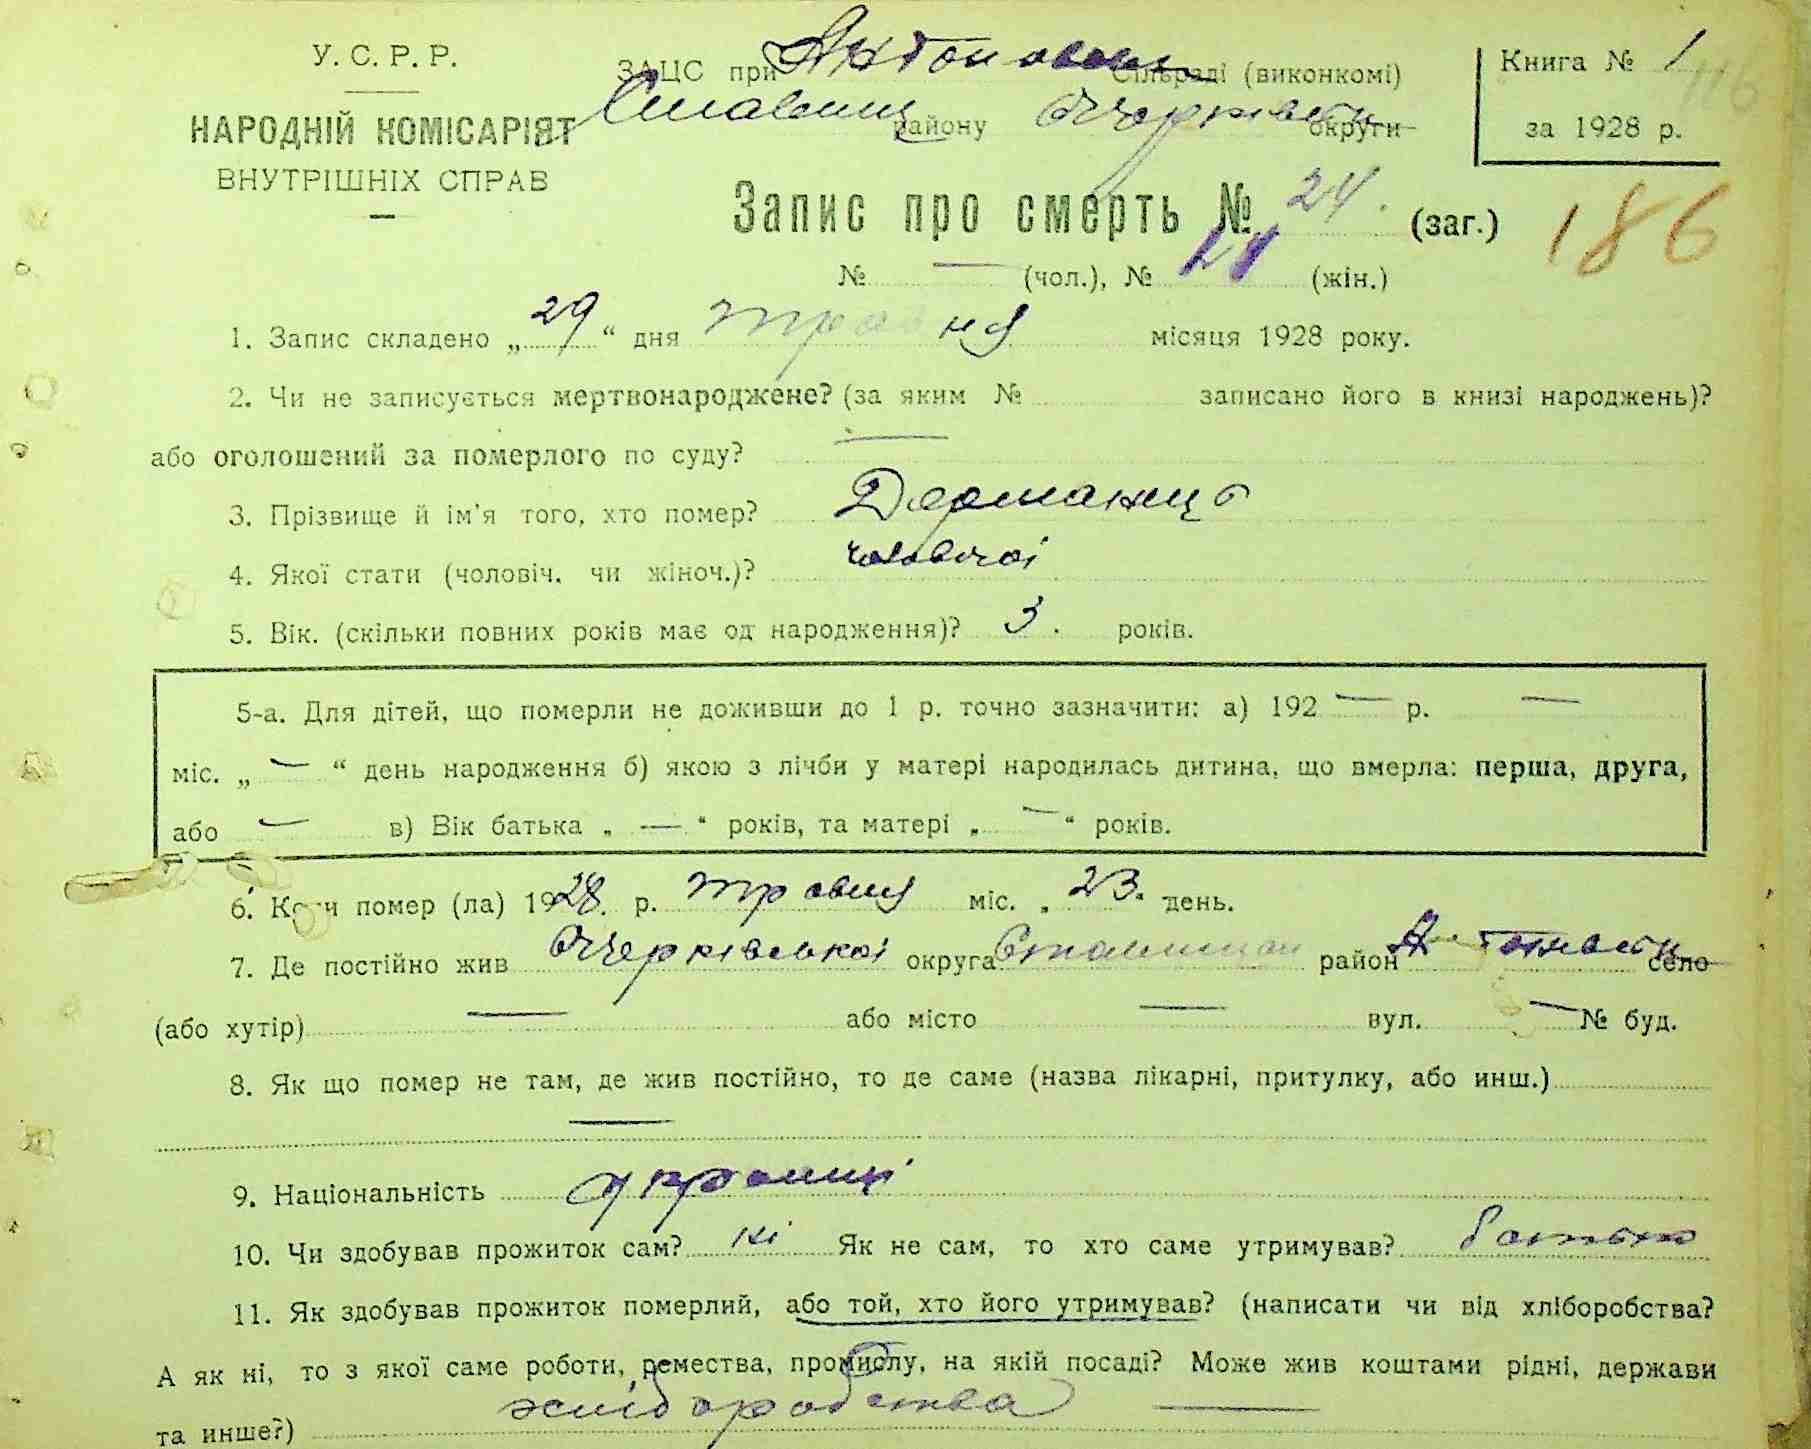 У. С. Р. Р.
НАРОДНІЙ КОМІСАРІЯТ
ВНУТРІШНІХ СПРАВ
ЗАЦС при Сільраді (виконкомі)
району округи
Книга № 1
за 1928 р.
Запис про смерть № 24. (заг.) 186
№ — (чол.), № (жін.)
1. Запис складено „29“ дня травня місяця 1928 року.
2. Чи не записується мертвонароджене? (за яким № записано його в книзі народжень)?
або оголошений за померлого по суду? —
3. Прізвище й ім'я того, хто помер?
4. Якої стати (чоловіч. чи жіноч.)? чоловічої
5. Вік. (скільки повних років має од народження)? 3. років.
5-а. Для дітей, що померли не доживши до 1 р. точно зазначити: а) 192 — р. —
міс. „ — “ день народження б) якою з лічби у матері народилась дитина, що вмерла: перша, друга,
або — в) Вік батька „ — “ років, та матері „ — “ років.
6. Коли помер (ла) 1928. р. травня міс. „ 23. день.
7. Де постійно жив округа район село
(або хутір) — або місто — вул. — № буд.
8. Як що помер не там, де жив постійно, то де саме (назва лікарні, притулку, або инш.)
—
9. Національність
10. Чи здобував прожиток сам? ні Як не сам, то хто саме утримував? батько
11. Як здобував прожиток померлий, або той, хто його утримував? (написати чи від хліборобства?
А як ні, то з якої саме роботи, ремества, промислу, на якій посаді? Може жив коштами рідні, держави
та инше?) хліборобства —